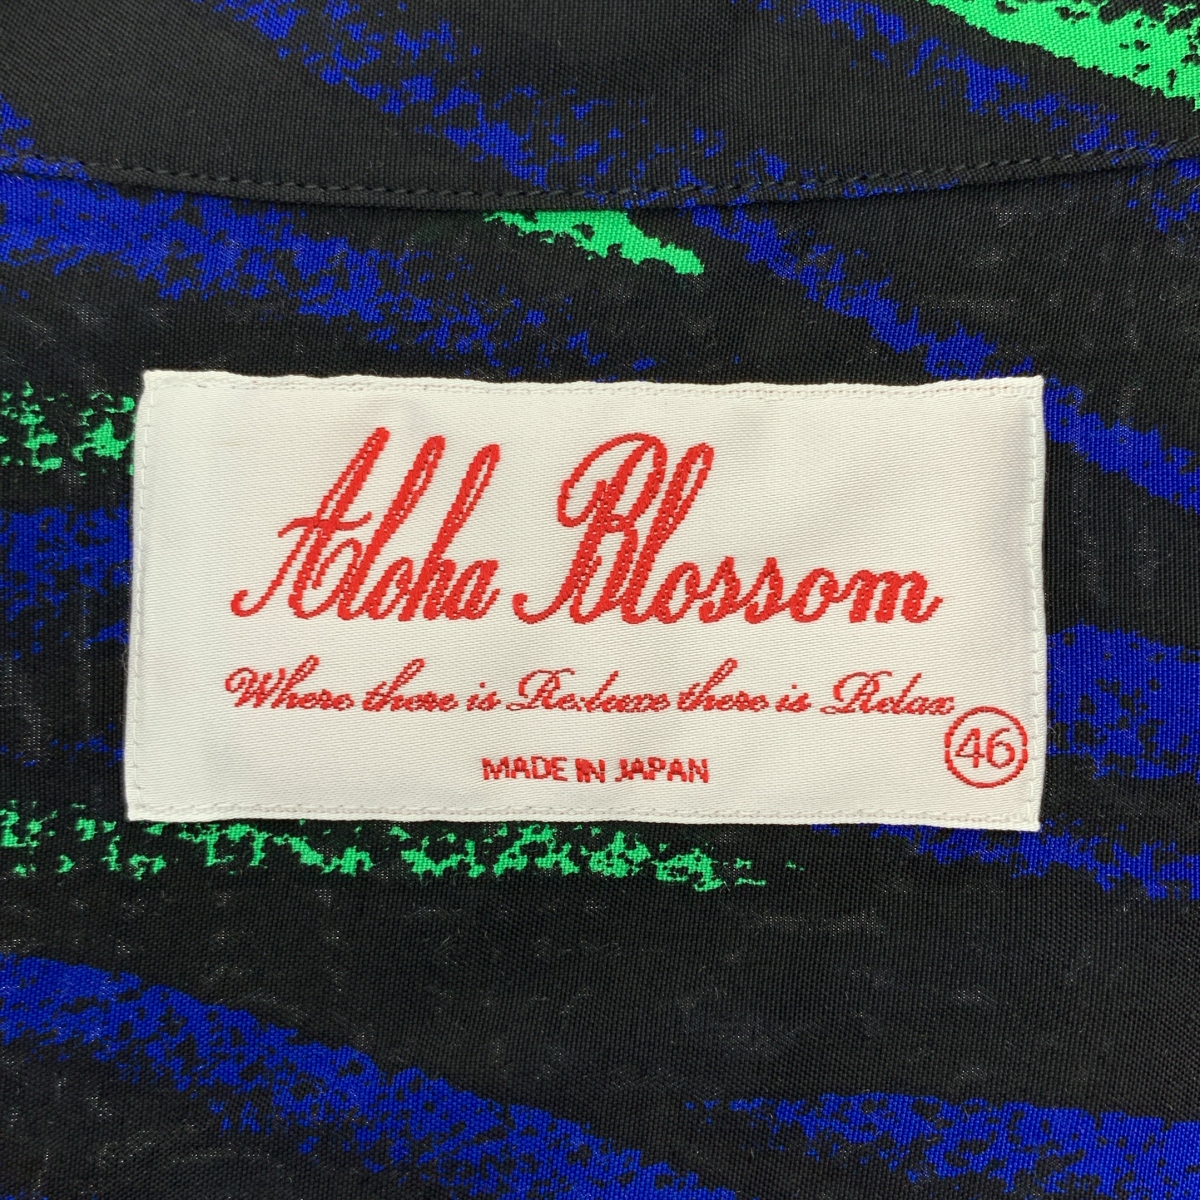 Aloha Blossom
Where there is Re:luxe there is Relax
46
MADE IN JAPAN